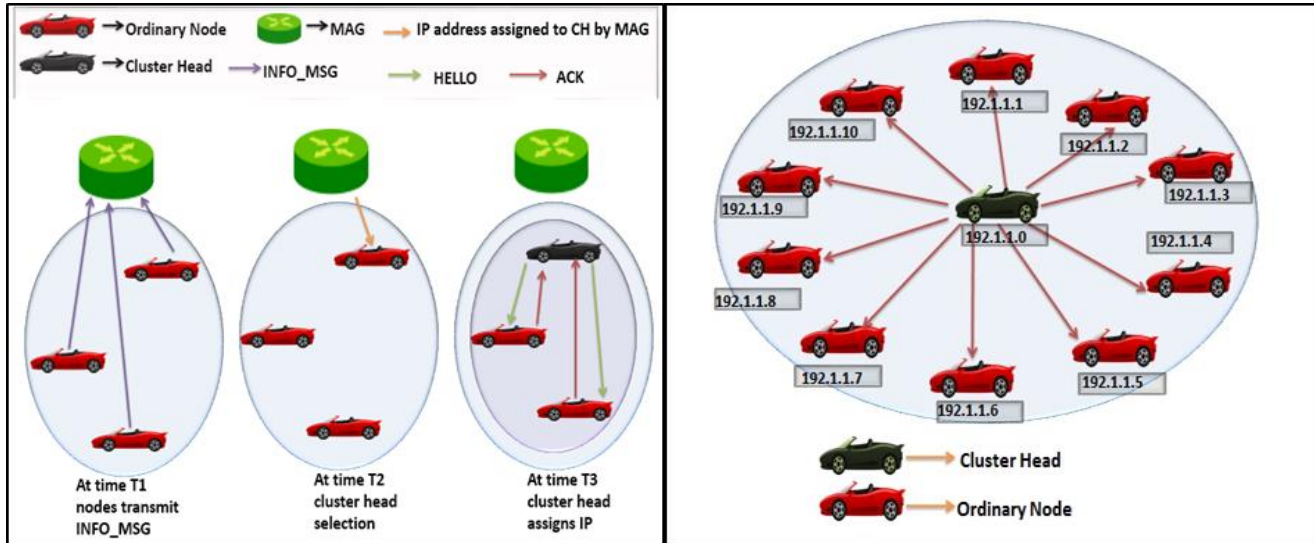 Ordinary Node
MAG
IP address assigned to CH by MAG
Cluster Head
INFO_MSG
HELLO
ACK
At time T1
nodes transmit
INFO_MSG
At time T2
cluster head
selection
At time T3
cluster head
assigns IP
192.1.1.1
192.1.1.10
192.1.1.2
192.1.1.3
192.1.1.9
192.1.1.0
192.1.1.4
192.1.1.8
192.1.1.7
192.1.1.5
192.1.1.6
Cluster Head
Ordinary Node